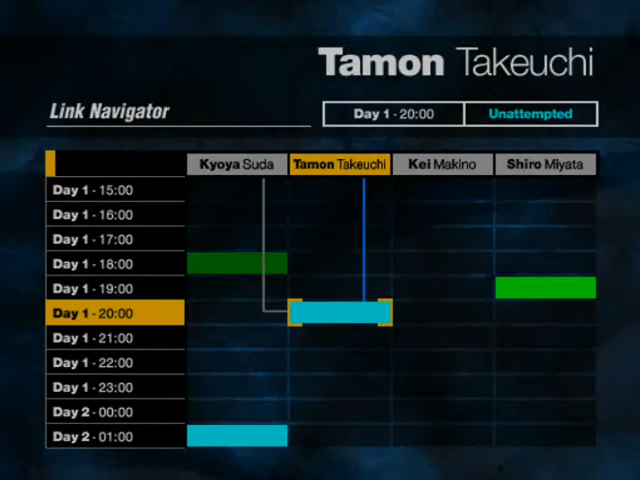 Tamon Takeuchi
Link Navigator
Day 1 - 20:00
Unattempted
Kyoya Suda
Tamon Takeuchi
Kei Makino
Shiro Miyata
Day 1 - 15:00
Day 1 - 16:00
Day 1 - 17:00
Day 1 - 18:00
Day 1 - 19:00
Day 1 - 20:00
Day 1 - 21:00
Day 1 - 22:00
Day 1 - 23:00
Day 2 - 00:00
Day 2 - 01:00